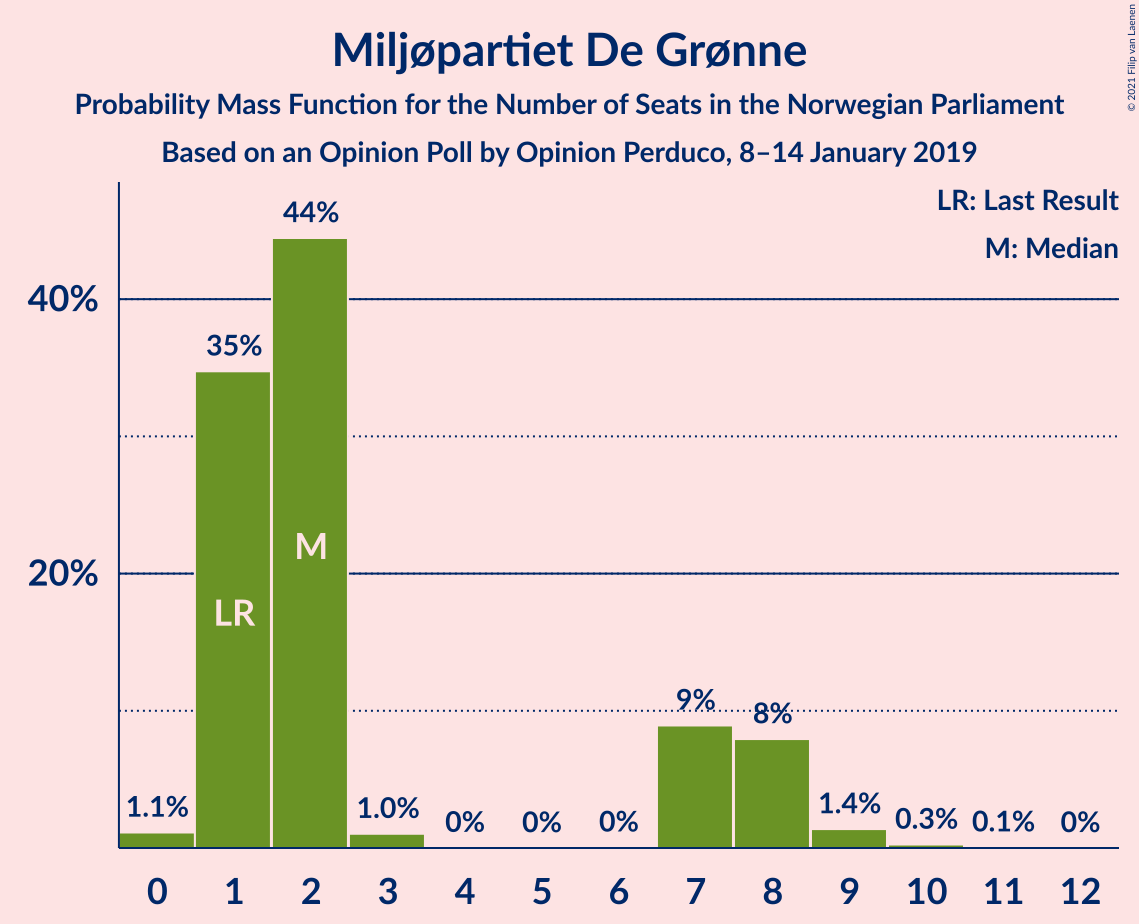 Miljøpartiet De Grønne
Probability Mass Function for the Number of Seats in the Norwegian Parliament
Based on an Opinion Poll by Opinion Perduco, 8–14 January 2019
© 2021 Filip van Laenen
LR: Last Result
M: Median
44%
40%
35%
M
20%
LR
9%
8%
1.1%
1.0%
0%
0%
0%
1.4%
0.3%
0.1%
0%
0 1 2 3 4 5 6 7 8 9 10 11 12